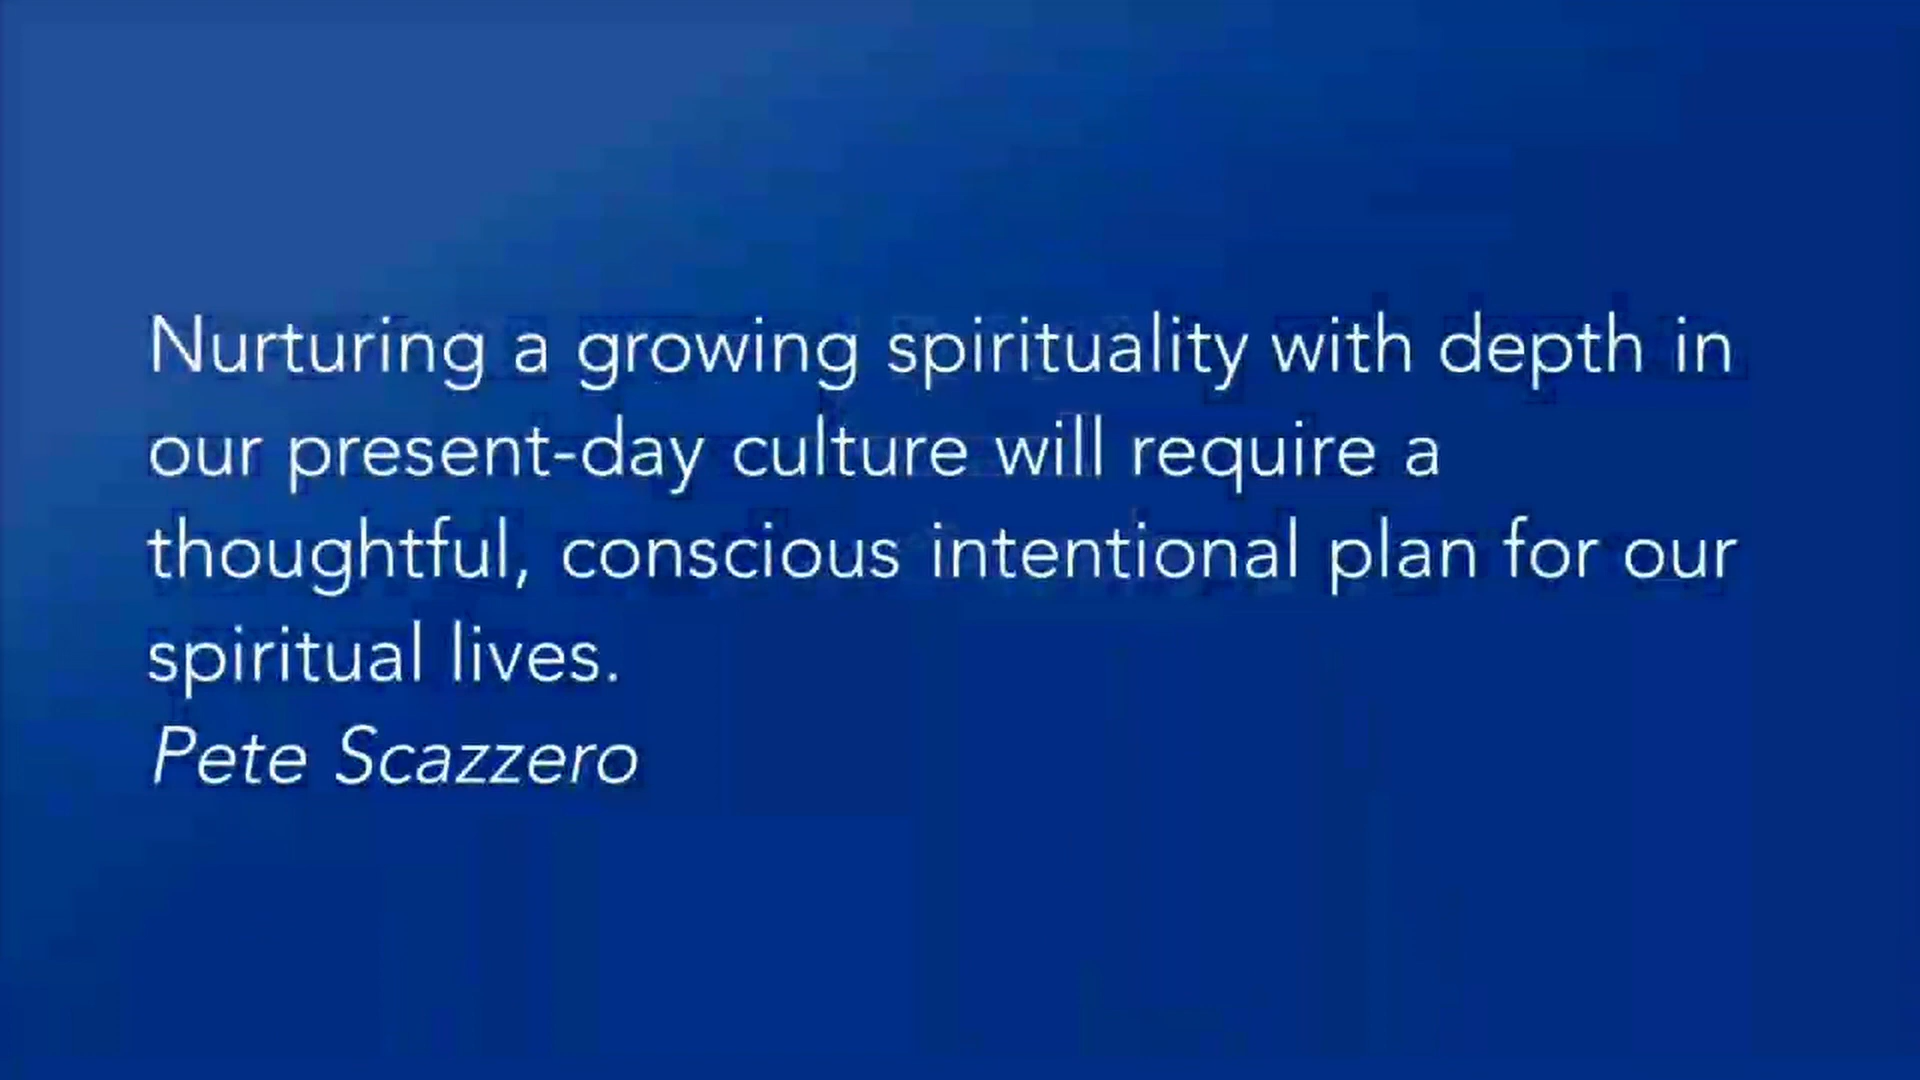 Nurturing a growing spirituality with depth in
our present-day culture will require a
thoughtful, conscious intentional plan for our
spiritual lives.
Pete Scazzero